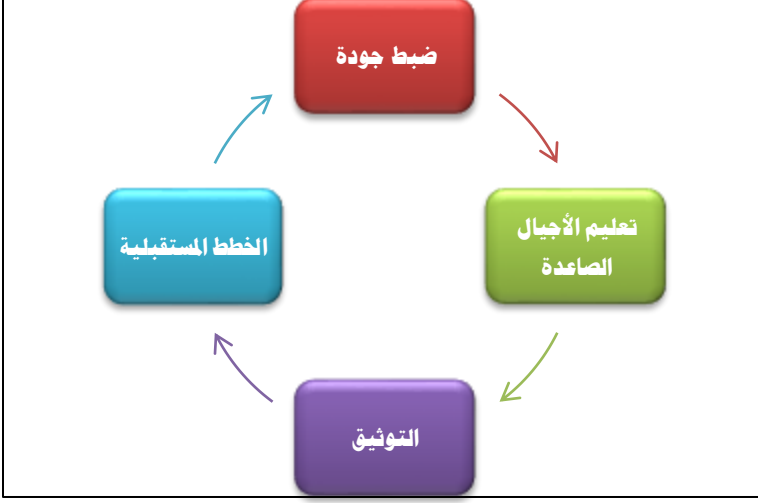 ضبط جودة
تعليم الأجيال
الصاعدة
الخطط المستقبلية
التوثيق